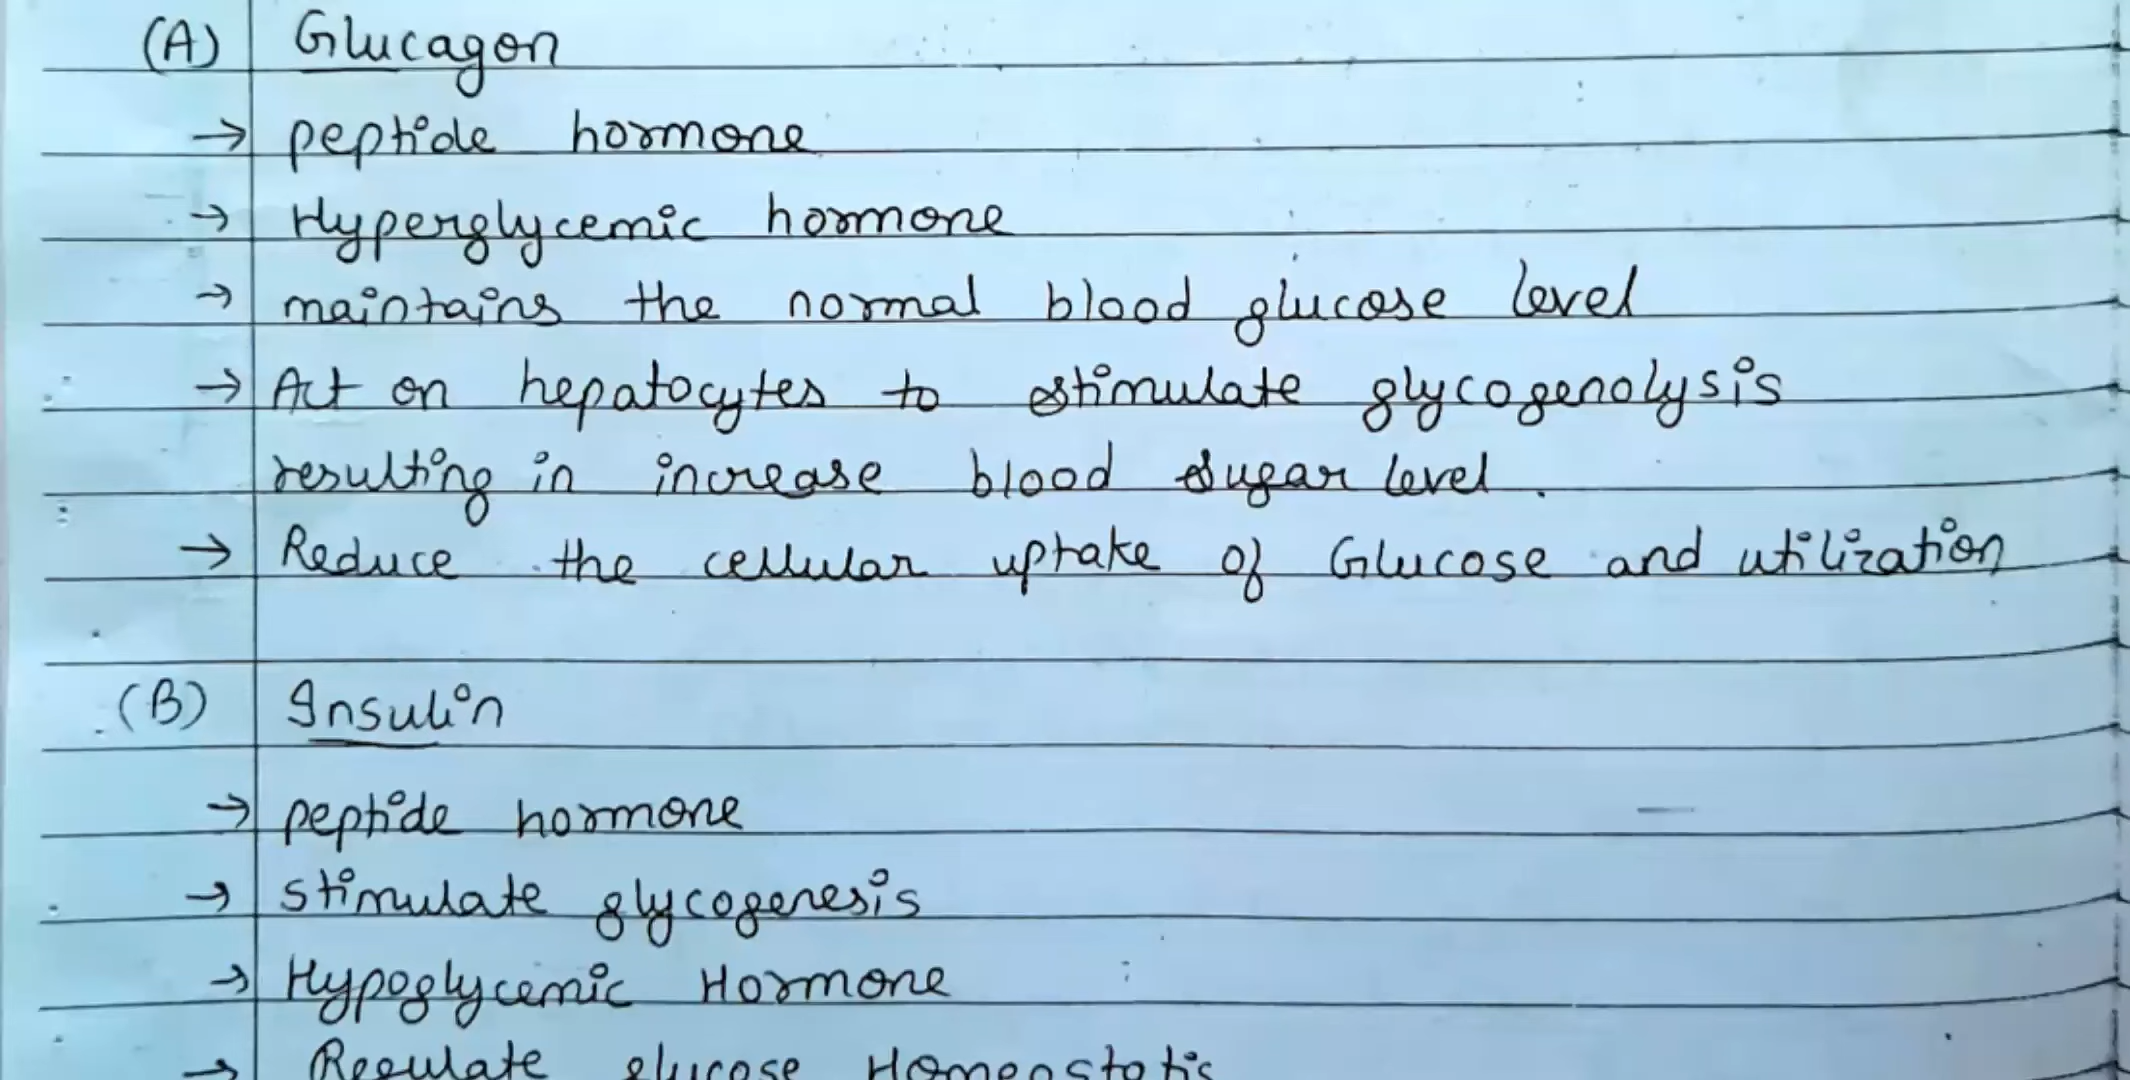 (A) Glucagon
→ peptide hormone
→ Hyperglycemic hormone
→ maintains the normal blood glucose level
→ Act on hepatocytes to stimulate glycogenolysis
resulting in increase blood sugar level.
→ Reduce the cellular uptake of Glucose and utilization
(B) Insulin
→ peptide hormone
→ stimulate glycogenesis
→ Hypoglycemic Hormone
→ Regulate glucose Homeostatis